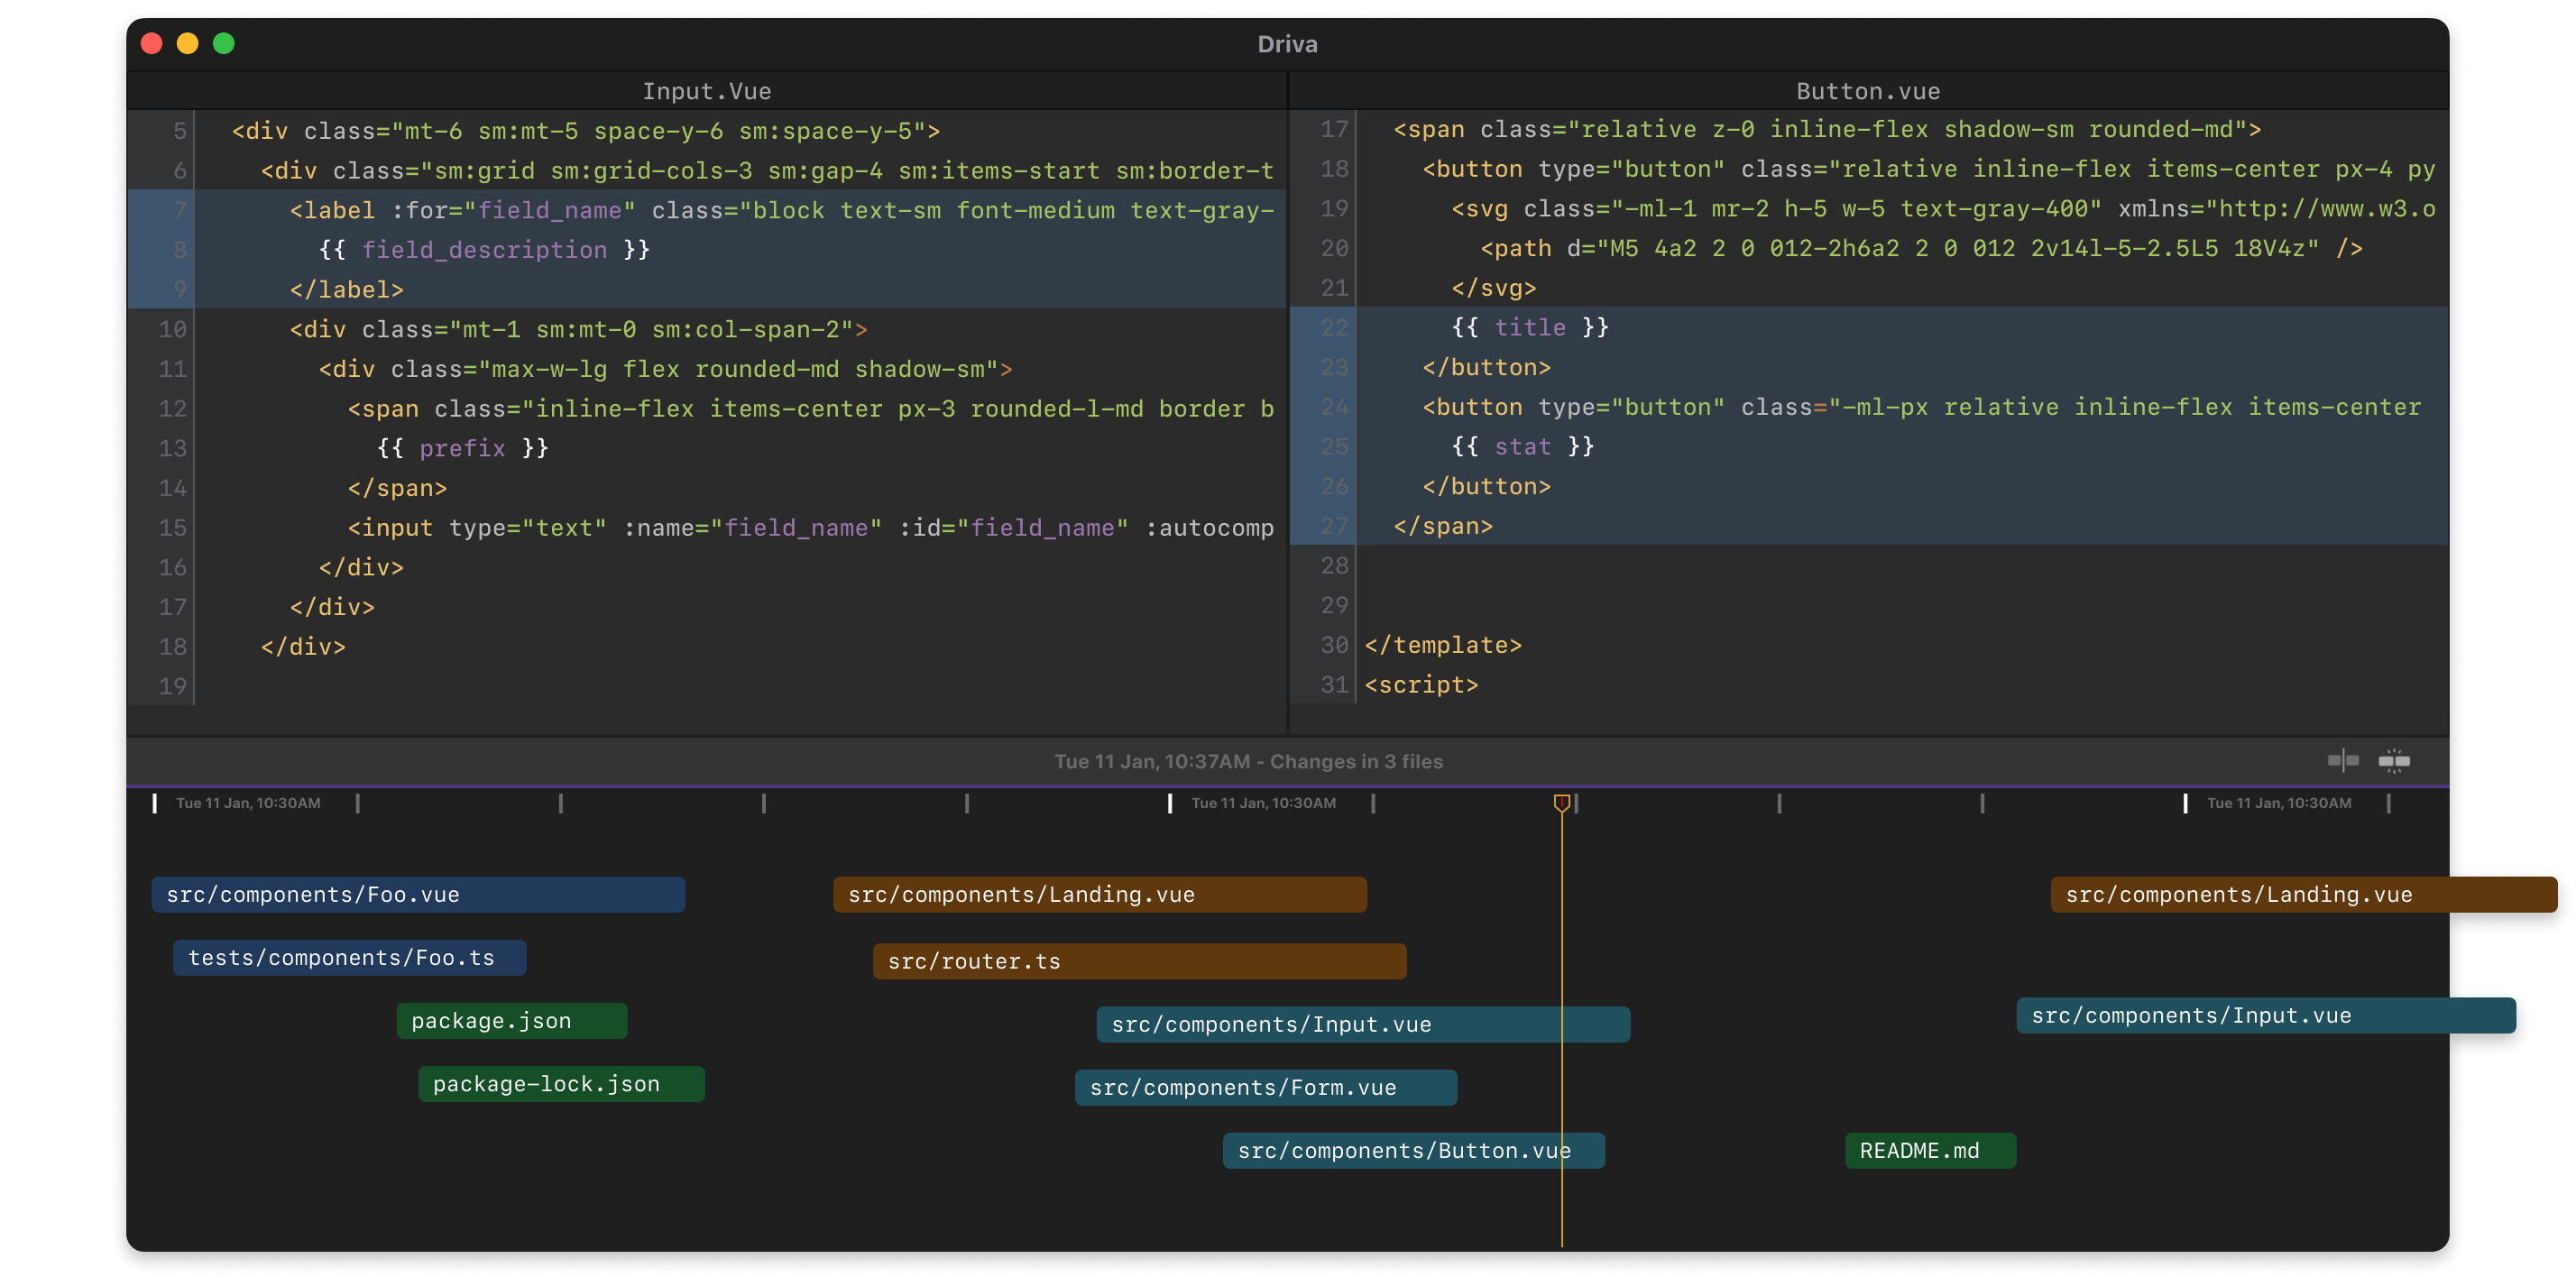 Driva
Input.Vue
5 <div class="mt-6 sm:mt-5 space-y-6 sm:space-y-5">
6 <div class="sm:grid sm:grid-cols-3 sm:gap-4 sm:items-start sm:border-t
7 <label :for="field_name" class="block text-sm font-medium text-gray-
8 {{ field_description }}
9 </label>
10 <div class="mt-1 sm:mt-0 sm:col-span-2">
11 <div class="max-w-lg flex rounded-md shadow-sm">
12 <span class="inline-flex items-center px-3 rounded-l-md border b
13 {{ prefix }}
14 </span>
15 <input type="text" :name="field_name" :id="field_name" :autocomp
16 </div>
17 </div>
18 </div>
19
Button.vue
17 <span class="relative z-0 inline-flex shadow-sm rounded-md">
18 <button type="button" class="relative inline-flex items-center px-4 py
19 <svg class="-ml-1 mr-2 h-5 w-5 text-gray-400" xmlns="http://www.w3.o
20 <path d="M5 4a2 2 0 012-2h6a2 2 0 012 2v14l-5-2.5L5 18V4z" />
21 </svg>
22 {{ title }}
23 </button>
24 <button type="button" class="-ml-px relative inline-flex items-center
25 {{ stat }}
26 </button>
27 </span>
28
29
30 </template>
31 <script>
Tue 11 Jan, 10:37AM - Changes in 3 files
Tue 11 Jan, 10:30AM
Tue 11 Jan, 10:30AM
Tue 11 Jan, 10:30AM
src/components/Foo.vue
src/components/Landing.vue
src/components/Landing.vue
tests/components/Foo.ts
src/router.ts
package.json
src/components/Input.vue
src/components/Input.vue
package-lock.json
src/components/Form.vue
src/components/Button.vue
README.md